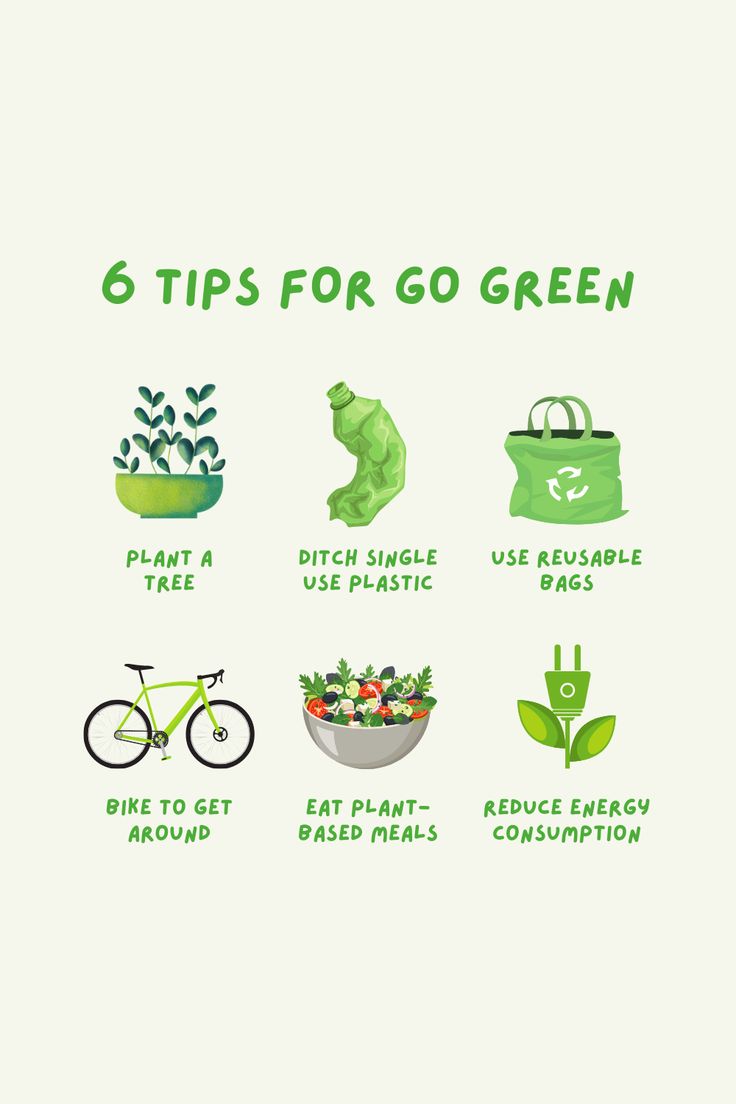 6 TIPS FOR GO GREEN
PLANT A
TREE
DITCH SINGLE
USE PLASTIC
USE REUSABLE
BAGS
BIKE TO GET
AROUND
EAT PLANT-
BASED MEALS
REDUCE ENERGY
CONSUMPTION